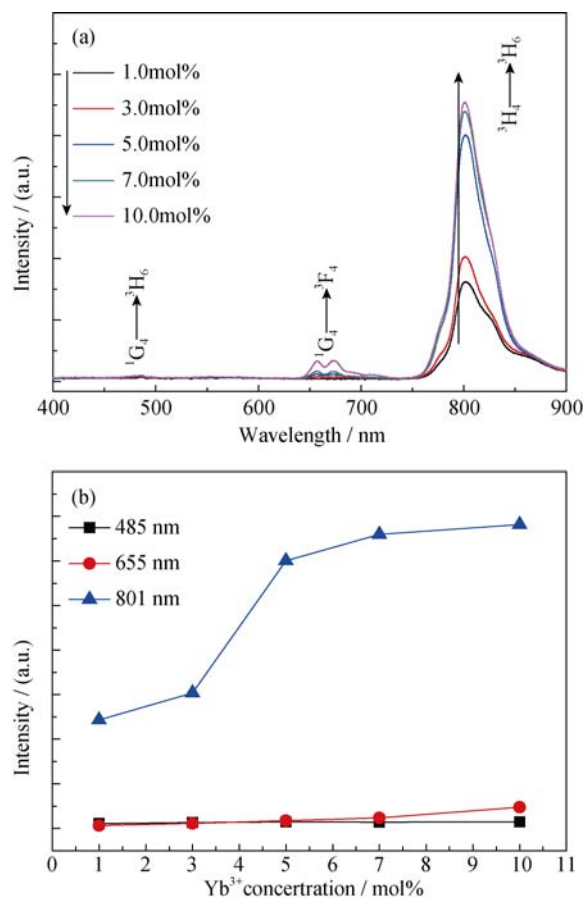 (a)
1.0mol%
3.0mol%
5.0mol%
7.0mol%
10.0mol%
³H₆
³H₄
³H₆
¹G₄
³F₄
¹G₄
Intensity / (a.u.)
400 500 600 700 800 900
Wavelength / nm
(b)
485 nm
655 nm
801 nm
Intensity / (a.u.)
0 1 2 3 4 5 6 7 8 9 10 11
Yb³⁺concertration / mol%